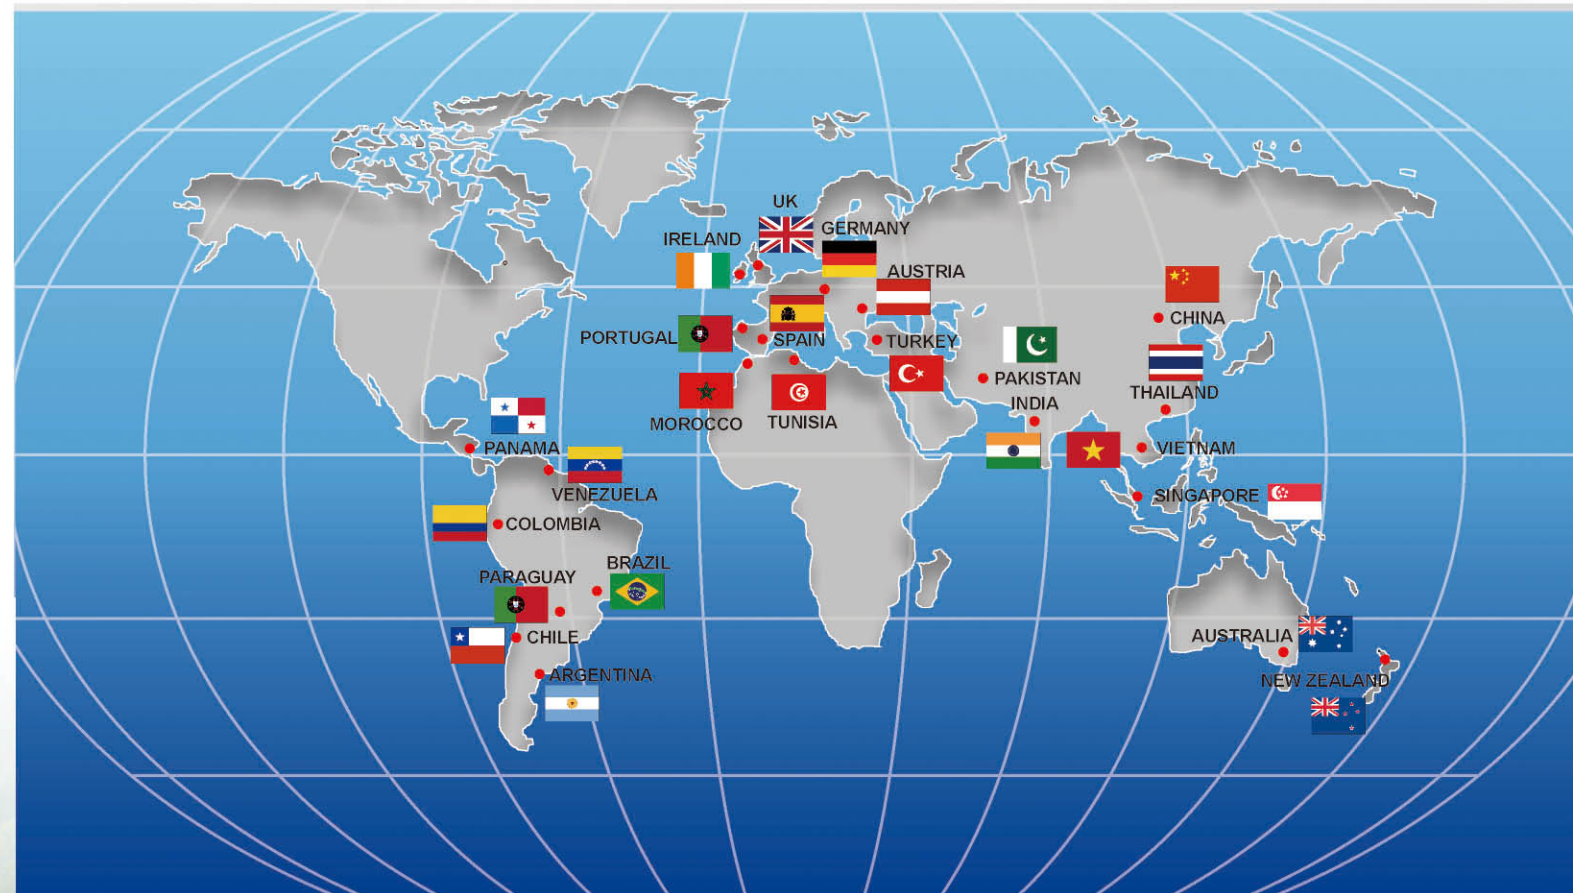 UK
GERMANY
IRELAND
AUSTRIA
CHINA
PORTUGAL
SPAIN
TURKEY
PAKISTAN
THAILAND
INDIA
MOROCCO
TUNISIA
PANAMA
VIETNAM
VENEZUELA
SINGAPORE
COLOMBIA
BRAZIL
PARAGUAY
CHILE
AUSTRALIA
ARGENTINA
NEW ZEALAND